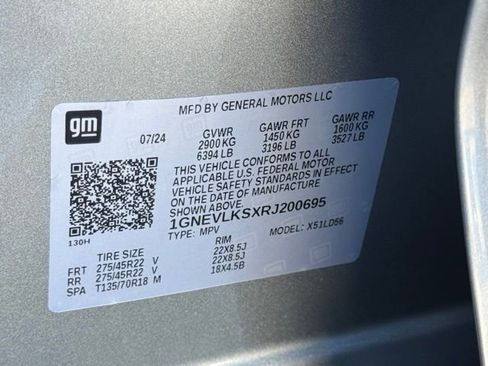 gm
MFD BY GENERAL MOTORS LLC
07/24 GVWR GAWR FRT GAWR RR
2900 KG 1450 KG 1600 KG
6394 LB 3196 LB 3527 LB
THIS VEHICLE CONFORMS TO ALL
APPLICABLE U.S. FEDERAL MOTOR
VEHICLE SAFETY STANDARDS IN EFFECT
ON THE DATE OF MANUFACTURE
SHOWN ABOVE.
1GNEVLKSXRJ200695
TYPE: MPV MODEL: X51LD56
130H
TIRE SIZE RIM
FRT 275/45R22 V 22X8.5J
RR 275/45R22 V 22X8.5J
SPA T135/70R18 M 18X4.5B